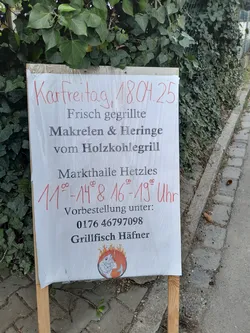 Karfreitag, 18.04.25
Frisch gegrillte
Makrelen & Heringe
vom Holzkohlegrill
Markthalle Hetzles
11⁰⁰-14⁰⁰ & 16⁰⁰-19⁰⁰ Uhr
Vorbestellung unter:
0176 46797098
Grillfisch Häfner